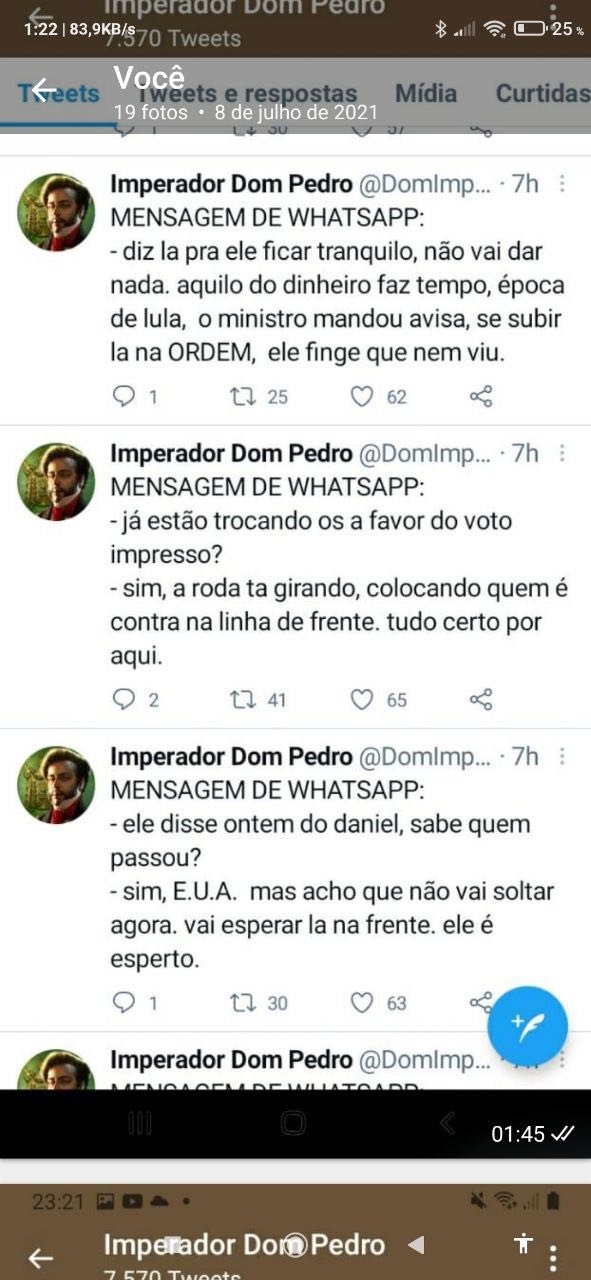 Imperador Dom Pedro
1:22 | 83,9KB/s
25 %
7.570 Tweets
Você
Tweets Tweets e respostas Mídia Curtidas
19 fotos • 8 de julho de 2021
1 30 57
Imperador Dom Pedro @DomImp... · 7h
MENSAGEM DE WHATSAPP:
- diz la pra ele ficar tranquilo, não vai dar
nada. aquilo do dinheiro faz tempo, época
de lula, o ministro mandou avisa, se subir
la na ORDEM, ele finge que nem viu.
1 25 62
Imperador Dom Pedro @DomImp... · 7h
MENSAGEM DE WHATSAPP:
- já estão trocando os a favor do voto
impresso?
- sim, a roda ta girando, colocando quem é
contra na linha de frente. tudo certo por
aqui.
2 41 65
Imperador Dom Pedro @DomImp... · 7h
MENSAGEM DE WHATSAPP:
- ele disse ontem do daniel, sabe quem
passou?
- sim, E.U.A. mas acho que não vai soltar
agora. vai esperar la na frente. ele é
esperto.
1 30 63
Imperador Dom Pedro @DomImp...
MENSAGEM DE WHATSAPP:
01:45
23:21
Imperador Dom Pedro
7.570 Tweets